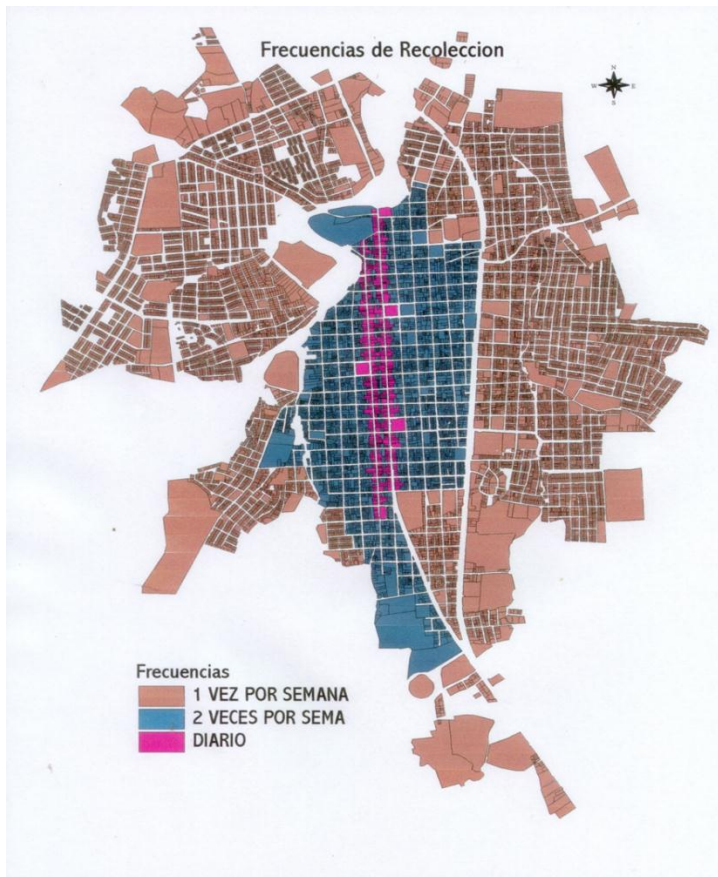 Frecuencias de Recoleccion
N
W E
S
Frecuencias
1 VEZ POR SEMANA
2 VECES POR SEMA
DIARIO